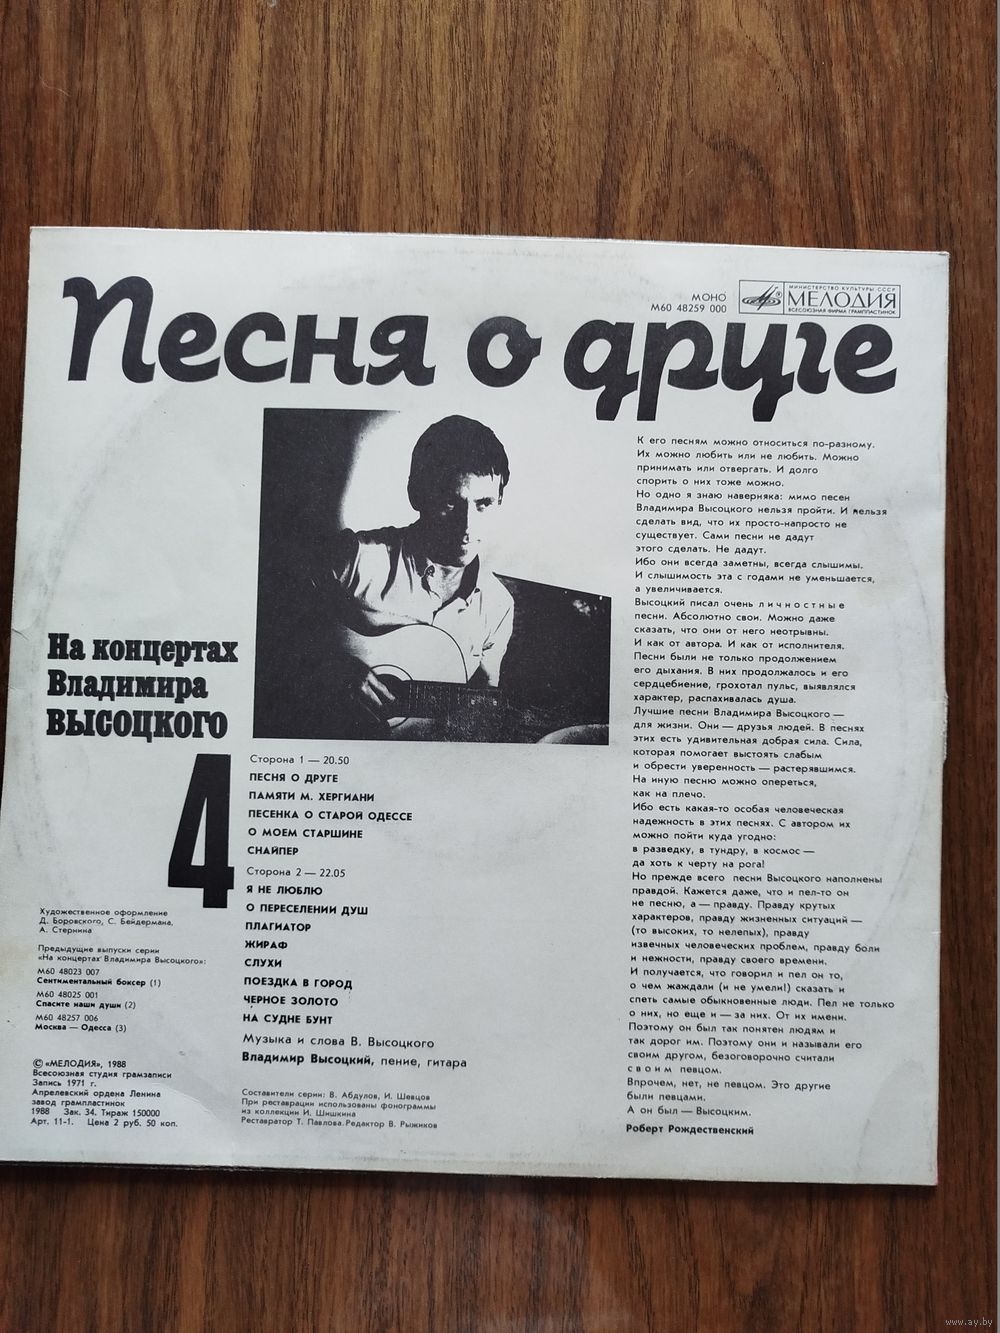 Песня о друге
МОНО
М60 48259 000
МИНИСТЕРСТВО КУЛЬТУРЫ СССР
МЕЛОДИЯ
ВСЕСОЮЗНАЯ ФИРМА ГРАМПЛАСТИНОК
На концертах
Владимира
ВЫСОЦКОГО
4
Сторона 1 — 20.50
ПЕСНЯ О ДРУГЕ
ПАМЯТИ М. ХЕРГИАНИ
ПЕСЕНКА О СТАРОЙ ОДЕССЕ
О МОЕМ СТАРШИНЕ
СНАЙПЕР
Сторона 2 — 22.05
Я НЕ ЛЮБЛЮ
О ПЕРЕСЕЛЕНИИ ДУШ
ПЛАГИАТОР
ЖИРАФ
СЛУХИ
ПОЕЗДКА В ГОРОД
ЧЕРНОЕ ЗОЛОТО
НА СУДНЕ БУНТ
Музыка и слова В. Высоцкого
Владимир Высоцкий, пение, гитара
Составители серии: В. Абдулов, И. Шевцов
При реставрации использованы фонограммы
из коллекции И. Шишкина
Реставратор Т. Павлова. Редактор В. Рыжиков
Художественное оформление
Д. Боровского, С. Бейдермана,
А. Стернина
Предыдущие выпуски серии
«На концертах Владимира Высоцкого»:
М60 48023 007
Сентиментальный боксер (1)
М60 48025 001
Спасите наши души (2)
М60 48257 006
Москва — Одесса (3)
© «МЕЛОДИЯ», 1988
Всесоюзная студия грамзаписи
Запись 1971 г.
Апрелевский ордена Ленина
завод грампластинок
1988 Зак. 34. Тираж 150000
Арт. 11-1. Цена 2 руб. 50 коп.
К его песням можно относиться по-разному.
Их можно любить или не любить. Можно
принимать или отвергать. И долго
спорить о них тоже можно.
Но одно я знаю наверняка: мимо песен
Владимира Высоцкого нельзя пройти. И нельзя
сделать вид, что их просто-напросто не
существует. Сами песни не дадут
этого сделать. Не дадут.
Ибо они всегда заметны, всегда слышимы.
И слышимость эта с годами не уменьшается,
а увеличивается.
Высоцкий писал очень личностные
песни. Абсолютно свои. Можно даже
сказать, что они от него неотрывны.
И как от автора. И как от исполнителя.
Песни были не только продолжением
его дыхания. В них продолжалось и его
сердцебиение, грохотал пульс, выявлялся
характер, распахивалась душа.
Лучшие песни Владимира Высоцкого —
для жизни. Они — друзья людей. В песнях
этих есть удивительная добрая сила. Сила,
которая помогает выстоять слабым
и обрести уверенность — растерявшимся.
На иную песню можно опереться,
как на плечо.
Ибо есть какая-то особая человеческая
надежность в этих песнях. С автором их
можно пойти куда угодно:
в разведку, в тундру, в космос —
да хоть к черту на рога!
Но прежде всего песни Высоцкого наполнены
правдой. Кажется даже, что и пел-то он
не песню, а — правду. Правду крутых
характеров, правду жизненных ситуаций —
(то высоких, то нелепых), правду
извечных человеческих проблем, правду боли
и нежности, правду своего времени.
И получается, что говорил и пел он то,
о чем жаждали (и не умели!) сказать и
спеть самые обыкновенные люди. Пел не только
о них, но еще и — за них. От их имени.
Поэтому он был так понятен людям и
так дорог им. Поэтому они и называли его
своим другом, безоговорочно считали
своим певцом.
Впрочем, нет, не певцом. Это другие
были певцами.
А он был — Высоцким.
Роберт Рождественский
www.ay.by